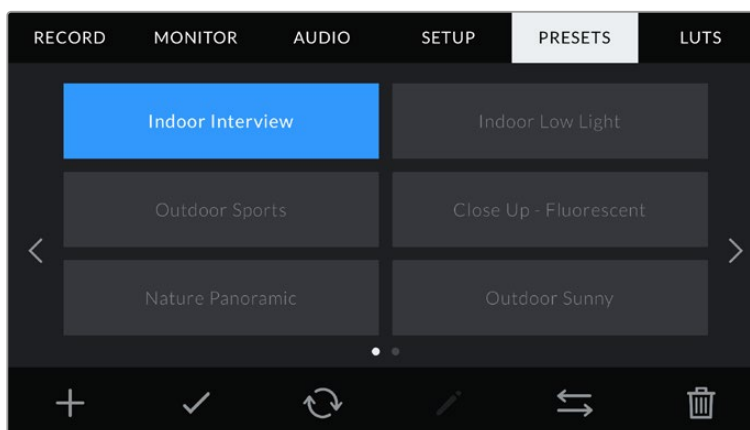 RECORD MONITOR AUDIO SETUP PRESETS LUTS
Indoor Interview Indoor Low Light
Outdoor Sports Close Up - Fluorescent
Nature Panoramic Outdoor Sunny